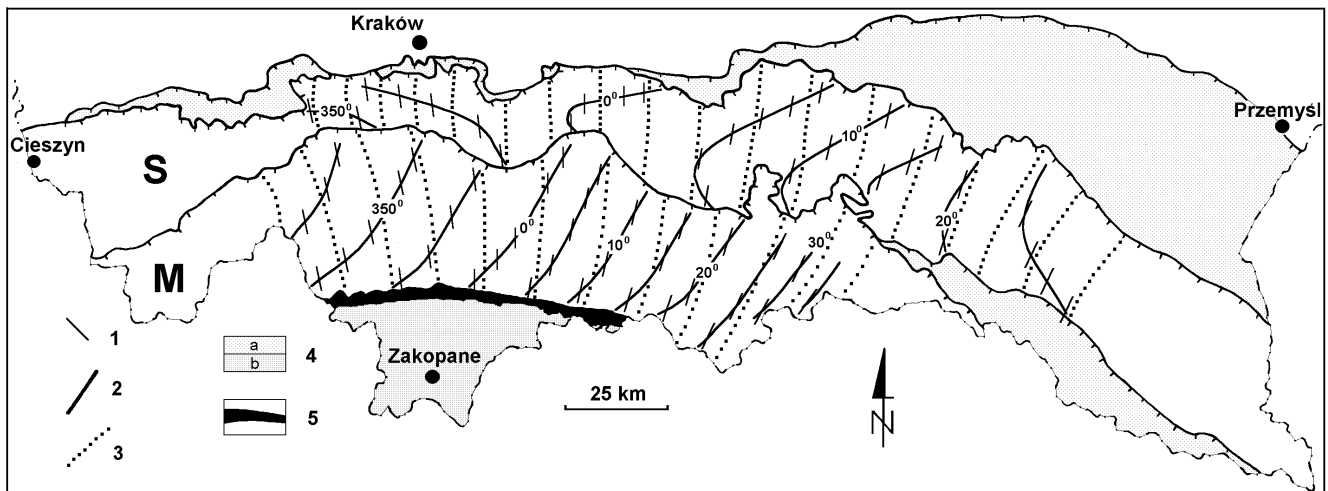 Kraków
Przemyśl
Cieszyn
S
M
350⁰
0⁰
10⁰
20⁰
350⁰
0⁰
10⁰
20⁰
30⁰
1
2
3
a
b
4
5
Zakopane
25 km
N